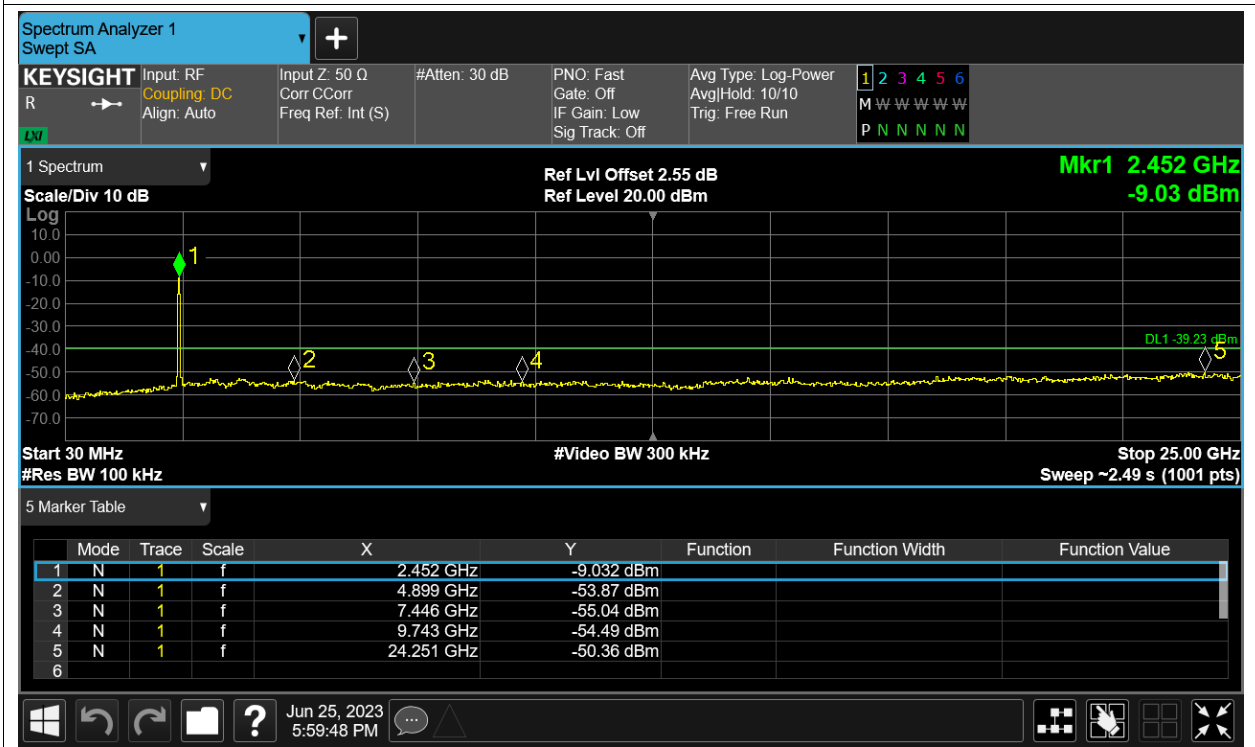 Spectrum Analyzer 1
Swept SA
+
KEYSIGHT Input: RF Input Z: 50 Ω #Atten: 30 dB PNO: Fast Avg Type: Log-Power 1 2 3 4 5 6
R Coupling: DC Corr CCorr Gate: Off Avg|Hold: 10/10 M W W W W W W
Align: Auto Freq Ref: Int (S) IF Gain: Low Trig: Free Run
LXI Sig Track: Off P N N N N N N
1 Spectrum Ref Lvl Offset 2.55 dB Mkr1 2.452 GHz
Scale/Div 10 dB Ref Level 20.00 dBm -9.03 dBm
Log
10.0
0.00 1
-10.0
-20.0
-30.0
DL1 -39.23 dBm
-40.0 2 3 4 5
-50.0
-60.0
-70.0
Start 30 MHz #Video BW 300 kHz Stop 25.00 GHz
#Res BW 100 kHz Sweep ~2.49 s (1001 pts)
5 Marker Table
Mode Trace Scale X Y Function Function Width Function Value
1 N 1 f 2.452 GHz -9.032 dBm
2 N 1 f 4.899 GHz -53.87 dBm
3 N 1 f 7.446 GHz -55.04 dBm
4 N 1 f 9.743 GHz -54.49 dBm
5 N 1 f 24.251 GHz -50.36 dBm
6
? Jun 25, 2023
5:59:48 PM